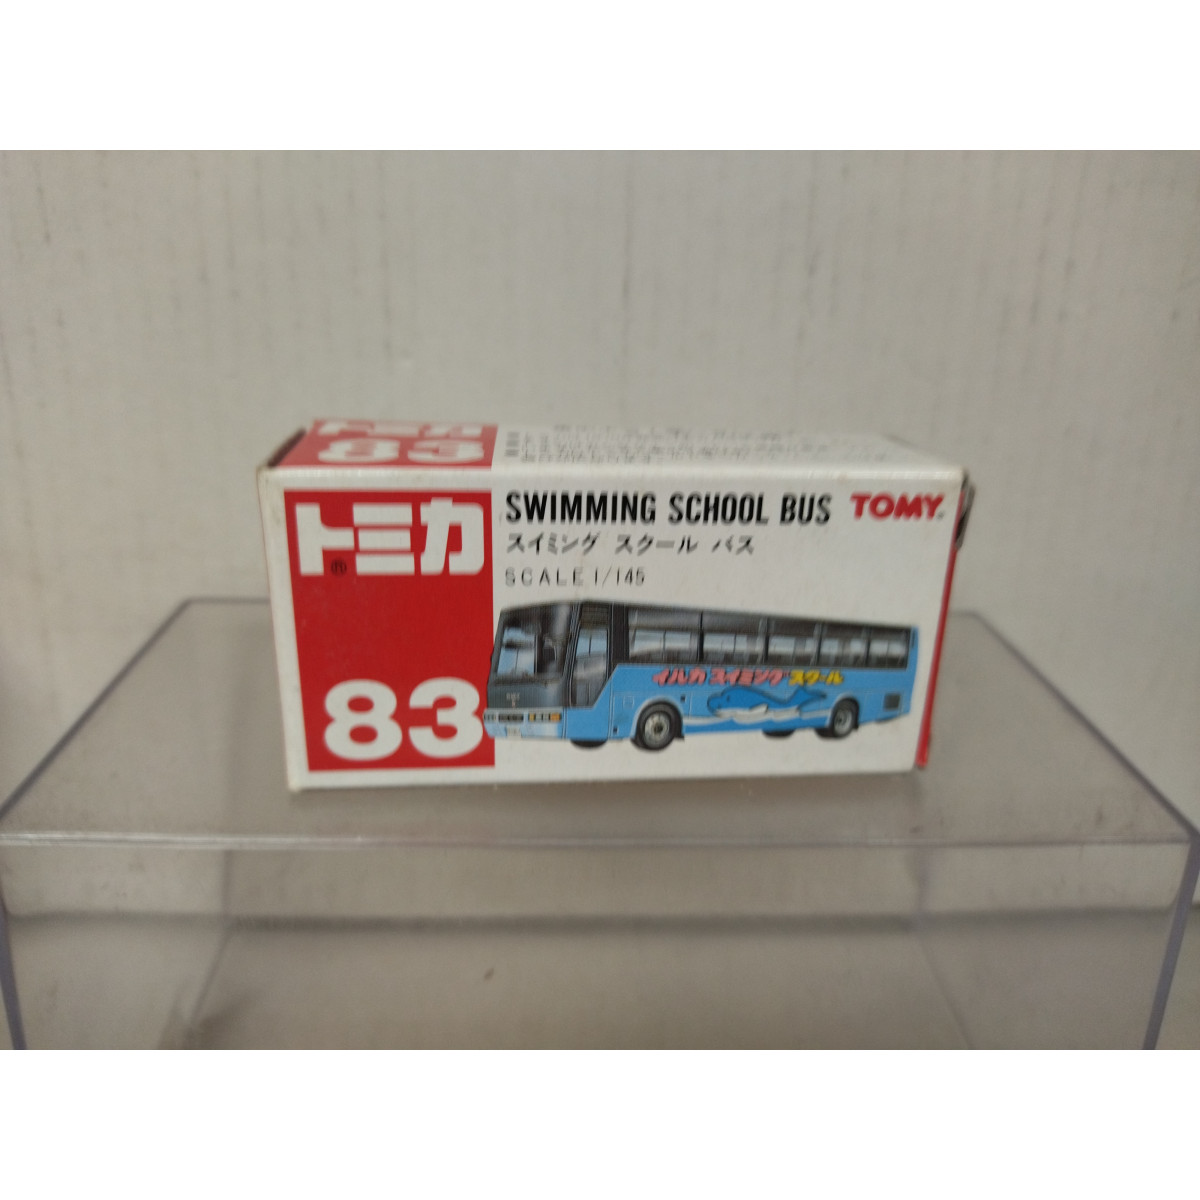 トミカ
83
SWIMMING SCHOOL BUS TOMY
スイミング スクール バス
SCALE 1/145
イルカ スイミング スクール
トミカ
83